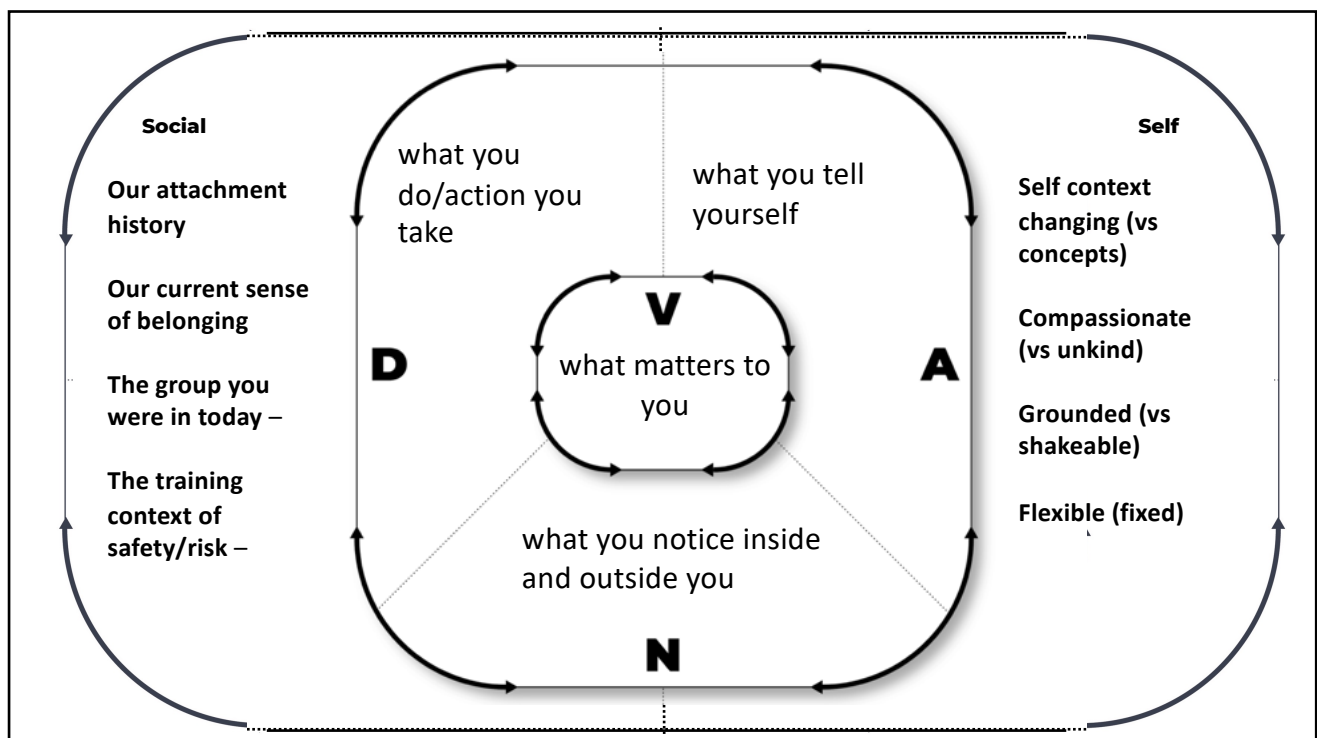 Social
Our attachment
history
Our current sense
of belonging
The group you
were in today –
The training
context of
safety/risk –
what you
do/action you
take
what you tell
yourself
D
V
what matters to
you
A
what you notice inside
and outside you
N
Self
Self context
changing (vs
concepts)
Compassionate
(vs unkind)
Grounded (vs
shakeable)
Flexible (fixed)